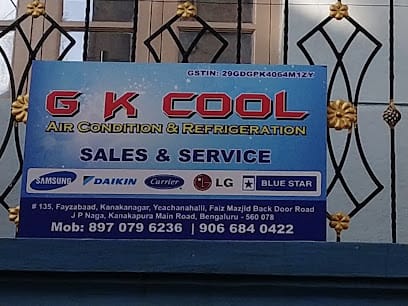 GSTIN: 29GDGPK4064M1ZY
G K COOL
AIR CONDITION & REFRIGERATION
SALES & SERVICE
SAMSUNG DAIKIN Carrier LG BLUE STAR
# 135, Fayzabaad, Kanakanagar, Yeachanahalli, Faiz Mazjid Back Door Road
J P Naga, Kanakapura Main Road, Bengaluru - 560 078
Mob: 897 079 6236 | 906 684 0422